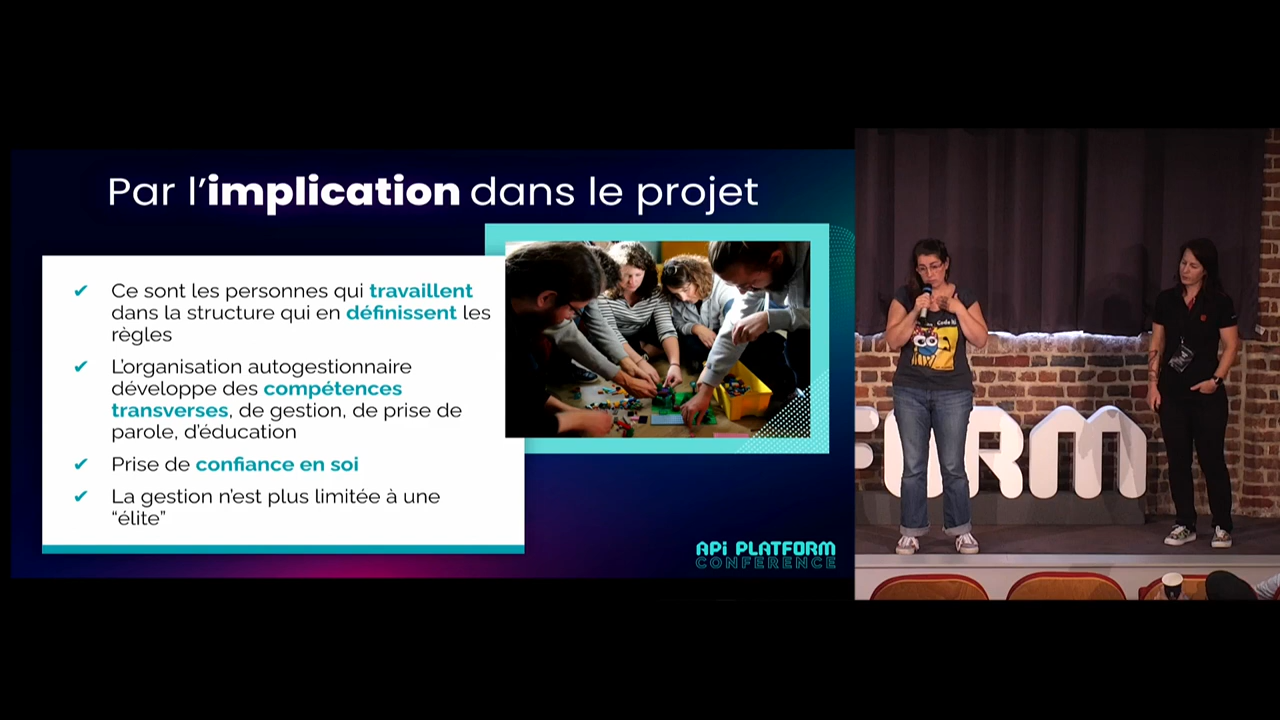 Par l’implication dans le projet
✔ Ce sont les personnes qui travaillent
dans la structure qui en définissent les
règles
✔ L’organisation autogestionnaire
développe des compétences
transverses, de gestion, de prise de
parole, d’éducation
✔ Prise de confiance en soi
✔ La gestion n’est plus limitée à une
“élite”
APi PLATFORM
CONFERENCE
FORM